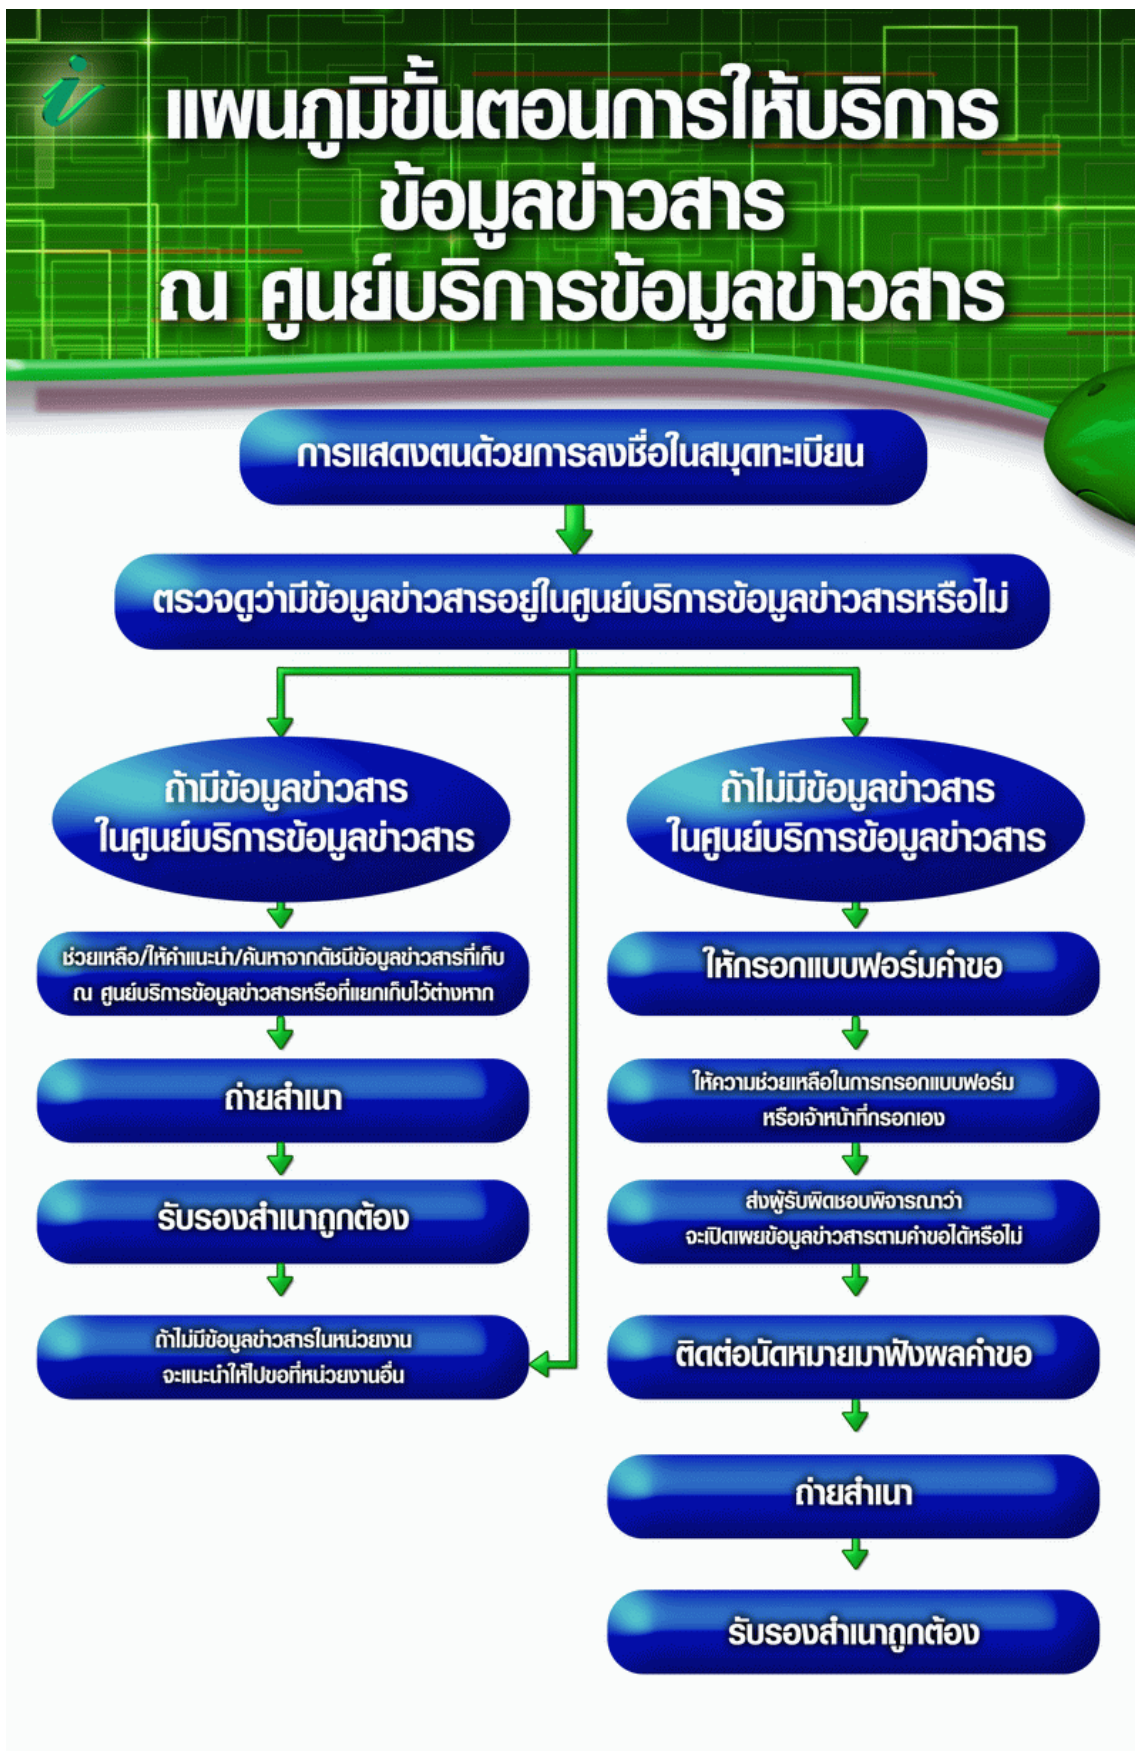 แผนภูมิขั้นตอนการให้บริการ
ข้อมูลข่าวสาร
ณ ศูนย์บริการข้อมูลข่าวสาร
การแสดงตนด้วยการลงชื่อในสมุดทะเบียน
ตรวจดูว่ามีข้อมูลข่าวสารอยู่ในศูนย์บริการข้อมูลข่าวสารหรือไม่
ถ้ามีข้อมูลข่าวสาร
ในศูนย์บริการข้อมูลข่าวสาร
ช่วยเหลือ/ให้คำแนะนำ/ค้นหาจากดัชนีข้อมูลข่าวสารที่เก็บ
ณ ศูนย์บริการข้อมูลข่าวสารหรือที่แยกเก็บไว้ต่างหาก
ถ่ายสำเนา
รับรองสำเนาถูกต้อง
ถ้าไม่มีข้อมูลข่าวสารในหน่วยงาน
จะแนะนำให้ไปขอที่หน่วยงานอื่น
ถ้าไม่มีข้อมูลข่าวสาร
ในศูนย์บริการข้อมูลข่าวสาร
ให้กรอกแบบฟอร์มคำขอ
ให้ความช่วยเหลือในการกรอกแบบฟอร์ม
หรือเจ้าหน้าที่กรอกเอง
ส่งผู้รับผิดชอบพิจารณาว่า
จะเปิดเผยข้อมูลข่าวสารตามคำขอได้หรือไม่
ติดต่อนัดหมายมาฟังผลคำขอ
ถ่ายสำเนา
รับรองสำเนาถูกต้อง